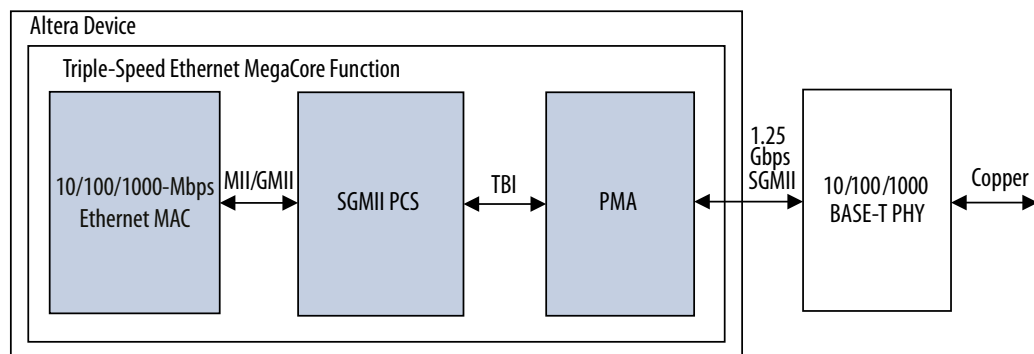 Altera Device
Triple-Speed Ethernet MegaCore Function
10/100/1000-Mbps
Ethernet MAC
MII/GMII
SGMII PCS
TBI
PMA
1.25
Gbps
SGMII
10/100/1000
BASE-T PHY
Copper